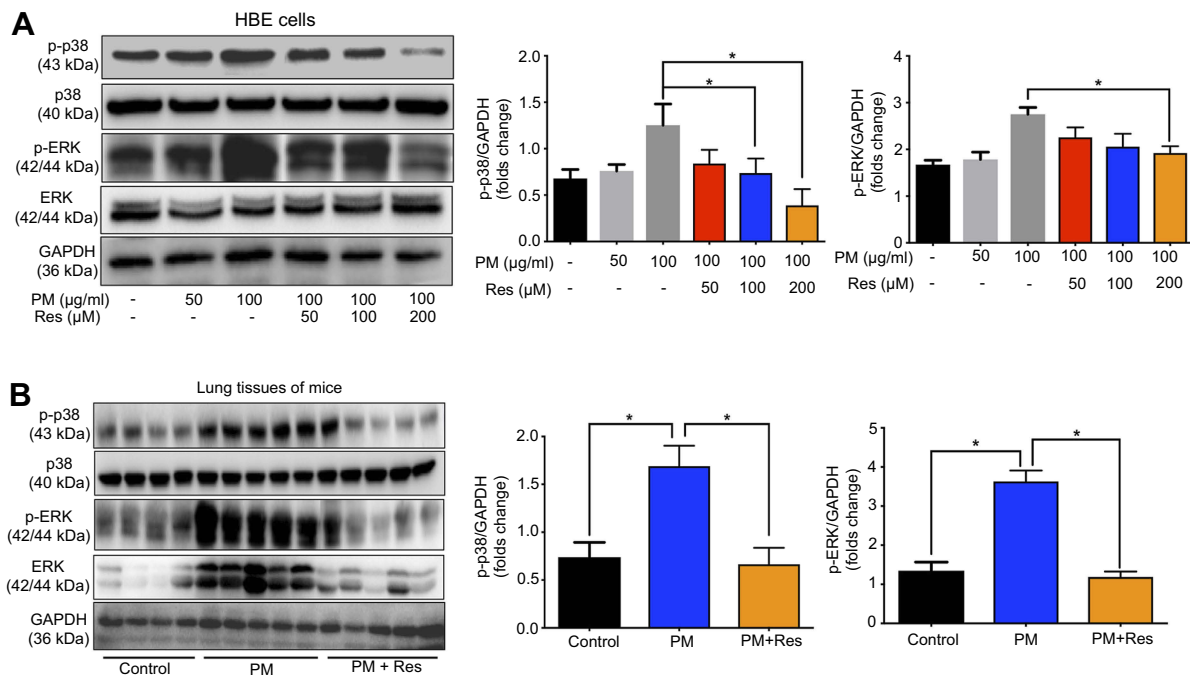 A
HBE cells
p-p38
(43 kDa)
p38
(40 kDa)
p-ERK
(42/44 kDa)
ERK
(42/44 kDa)
GAPDH
(36 kDa)
PM (µg/ml) - 50 100 100 100 100
Res (µM) - - - 50 100 200
p-p38/GAPDH
(folds change)
2.0
1.5
1.0
0.5
0.0
* *
PM (µg/ml) - 50 100 100 100 100
Res (µM) - - - 50 100 200
p-ERK/GAPDH
(folds change)
4
3
2
1
0
*
PM (µg/ml) - 50 100 100 100 100
Res (µM) - - - 50 100 200
B
Lung tissues of mice
p-p38
(43 kDa)
p38
(40 kDa)
p-ERK
(42/44 kDa)
ERK
(42/44 kDa)
GAPDH
(36 kDa)
Control PM PM + Res
p-p38/GAPDH
(folds change)
2.0
1.5
1.0
0.5
0.0
* *
Control PM PM+Res
p-ERK/GAPDH
(folds change)
5
4
3
2
1
0
* *
Control PM PM+Res